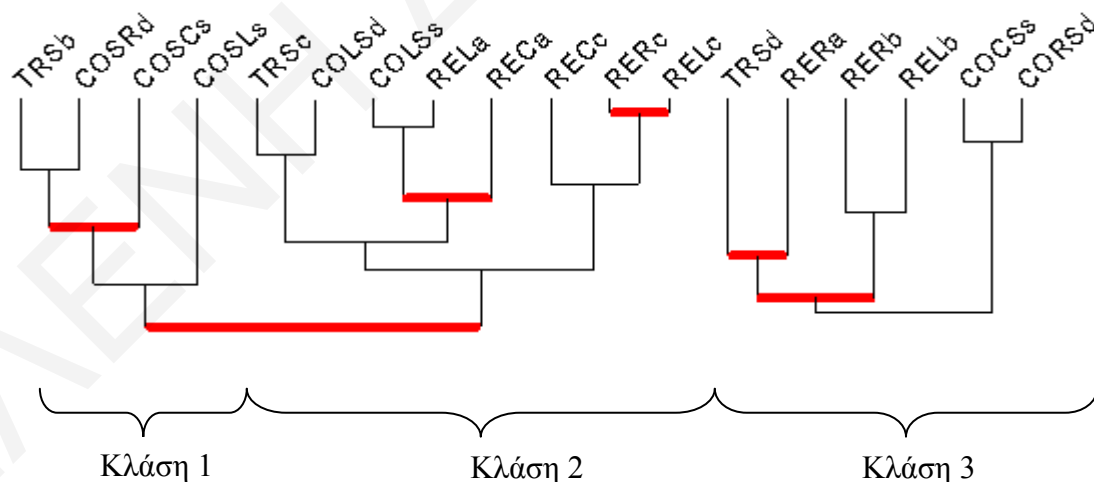 TRSb COSRd COSCs COSLs TRSc COLSd COLSs RELa RECa RECc RERc RELc TRSd RERa RERb RELb COCSs CORSd
Κλάση 1 Κλάση 2 Κλάση 3